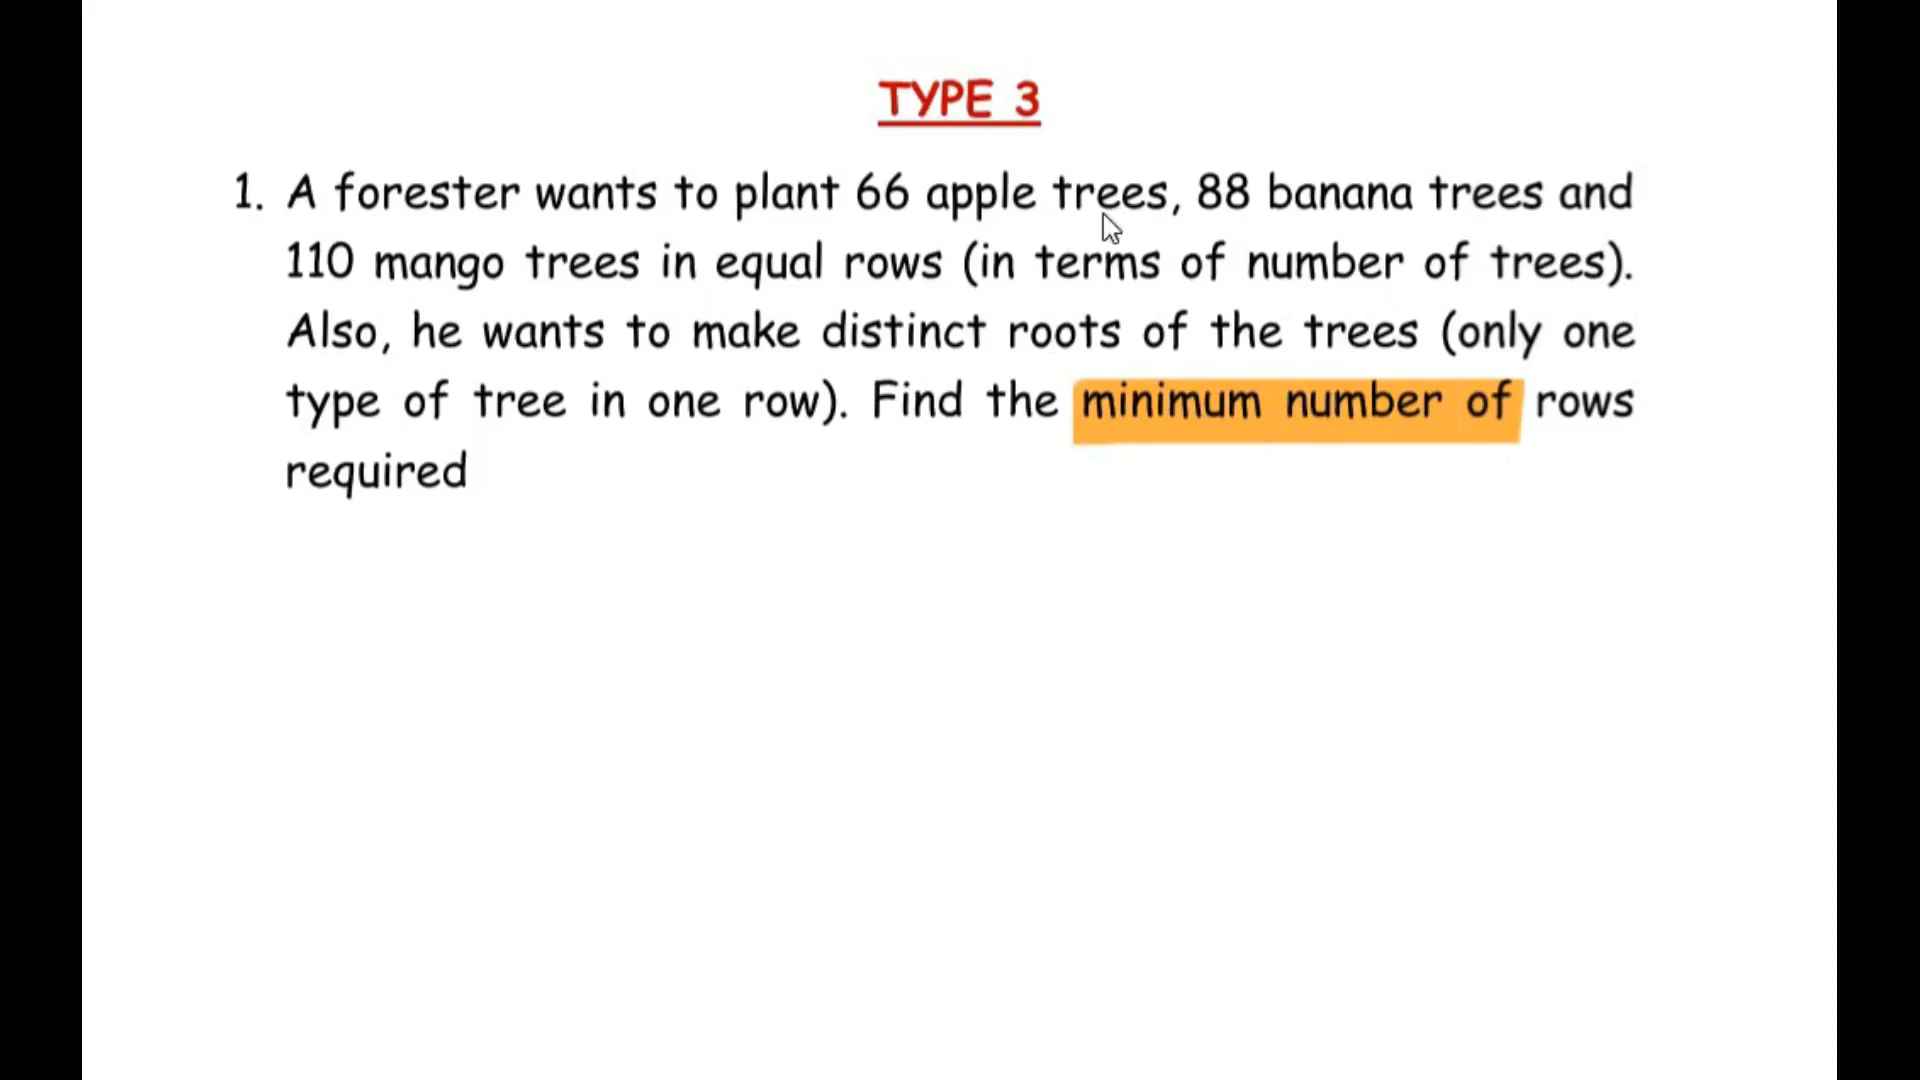 TYPE 3
1. A forester wants to plant 66 apple trees, 88 banana trees and
110 mango trees in equal rows (in terms of number of trees).
Also, he wants to make distinct roots of the trees (only one
type of tree in one row). Find the minimum number of rows
required